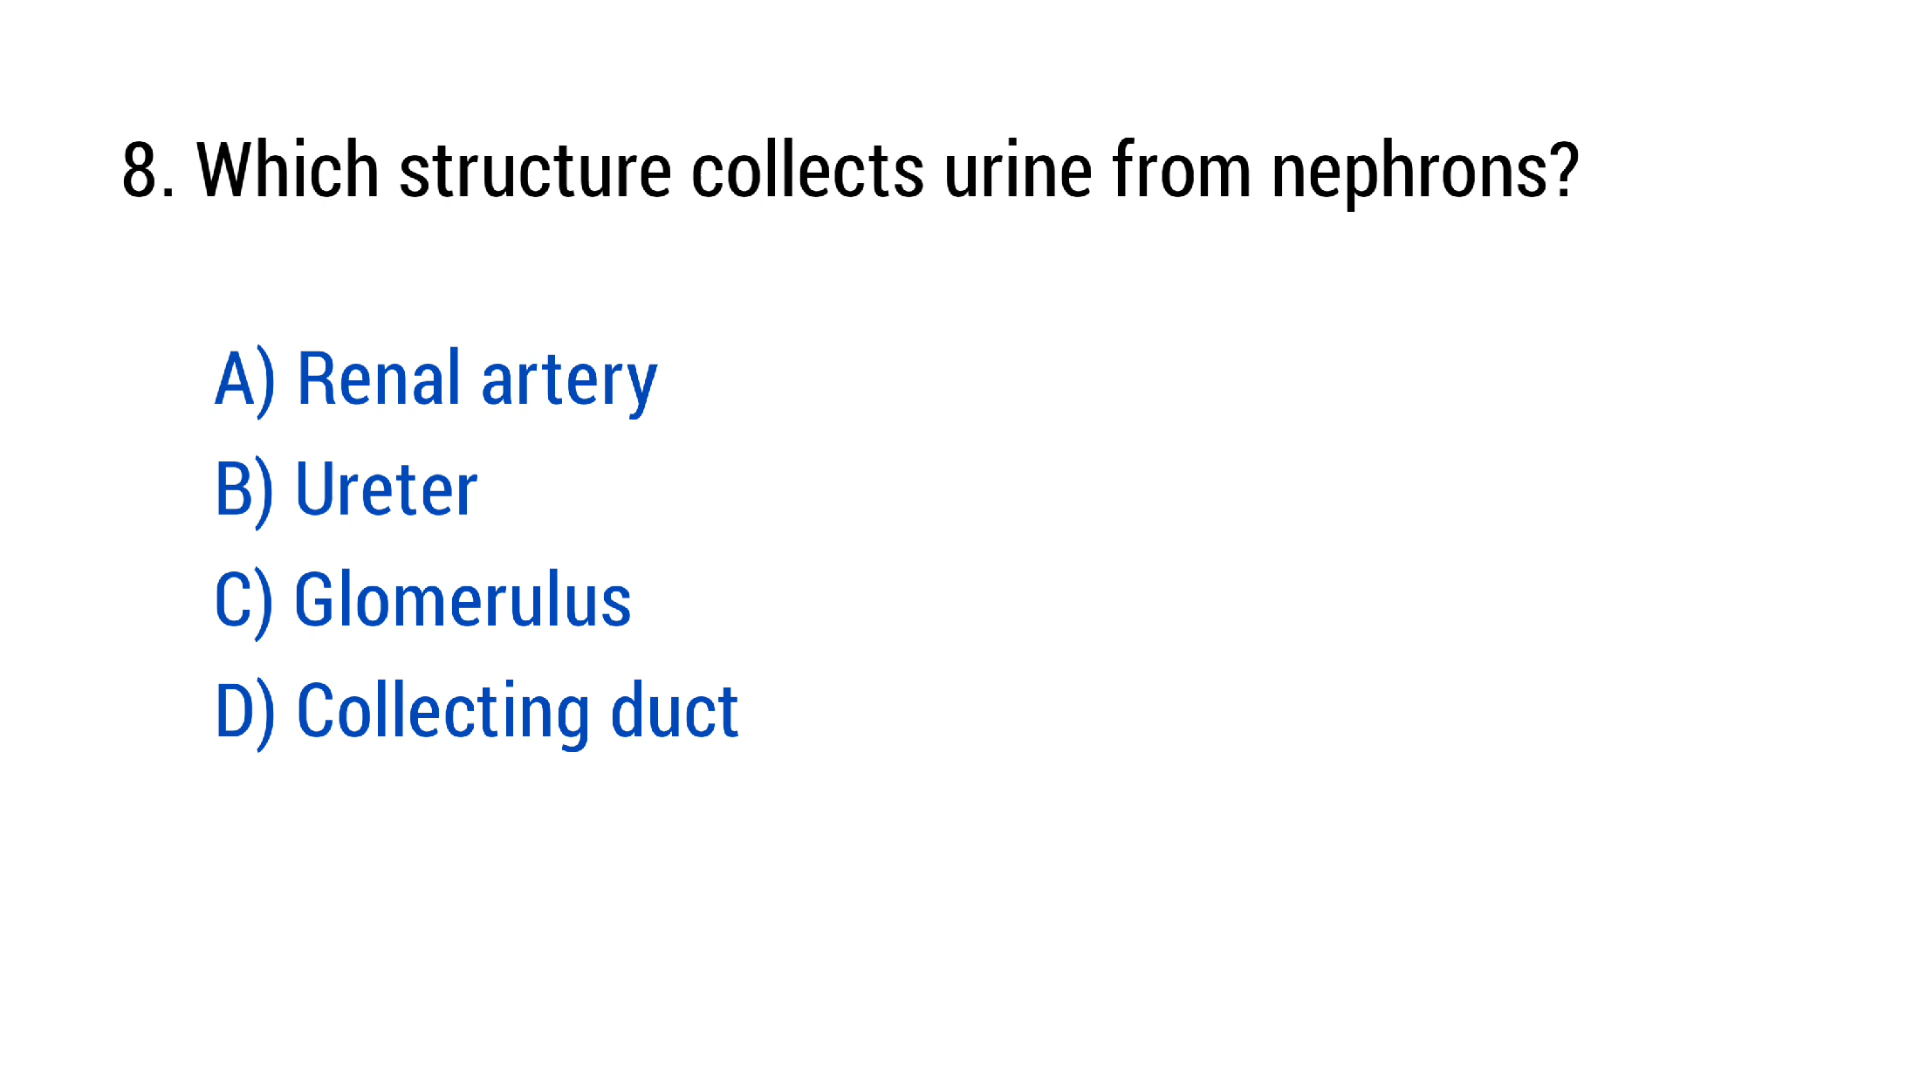 8. Which structure collects urine from nephrons?
A) Renal artery
B) Ureter
C) Glomerulus
D) Collecting duct